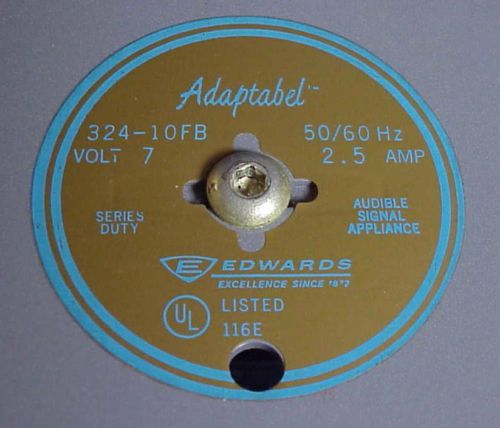 Adaptabel™
324-10FB 50/60 Hz
VOLT 7 2.5 AMP
SERIES DUTY
AUDIBLE SIGNAL APPLIANCE
E EDWARDS
EXCELLENCE SINCE 1872
UL LISTED
116E